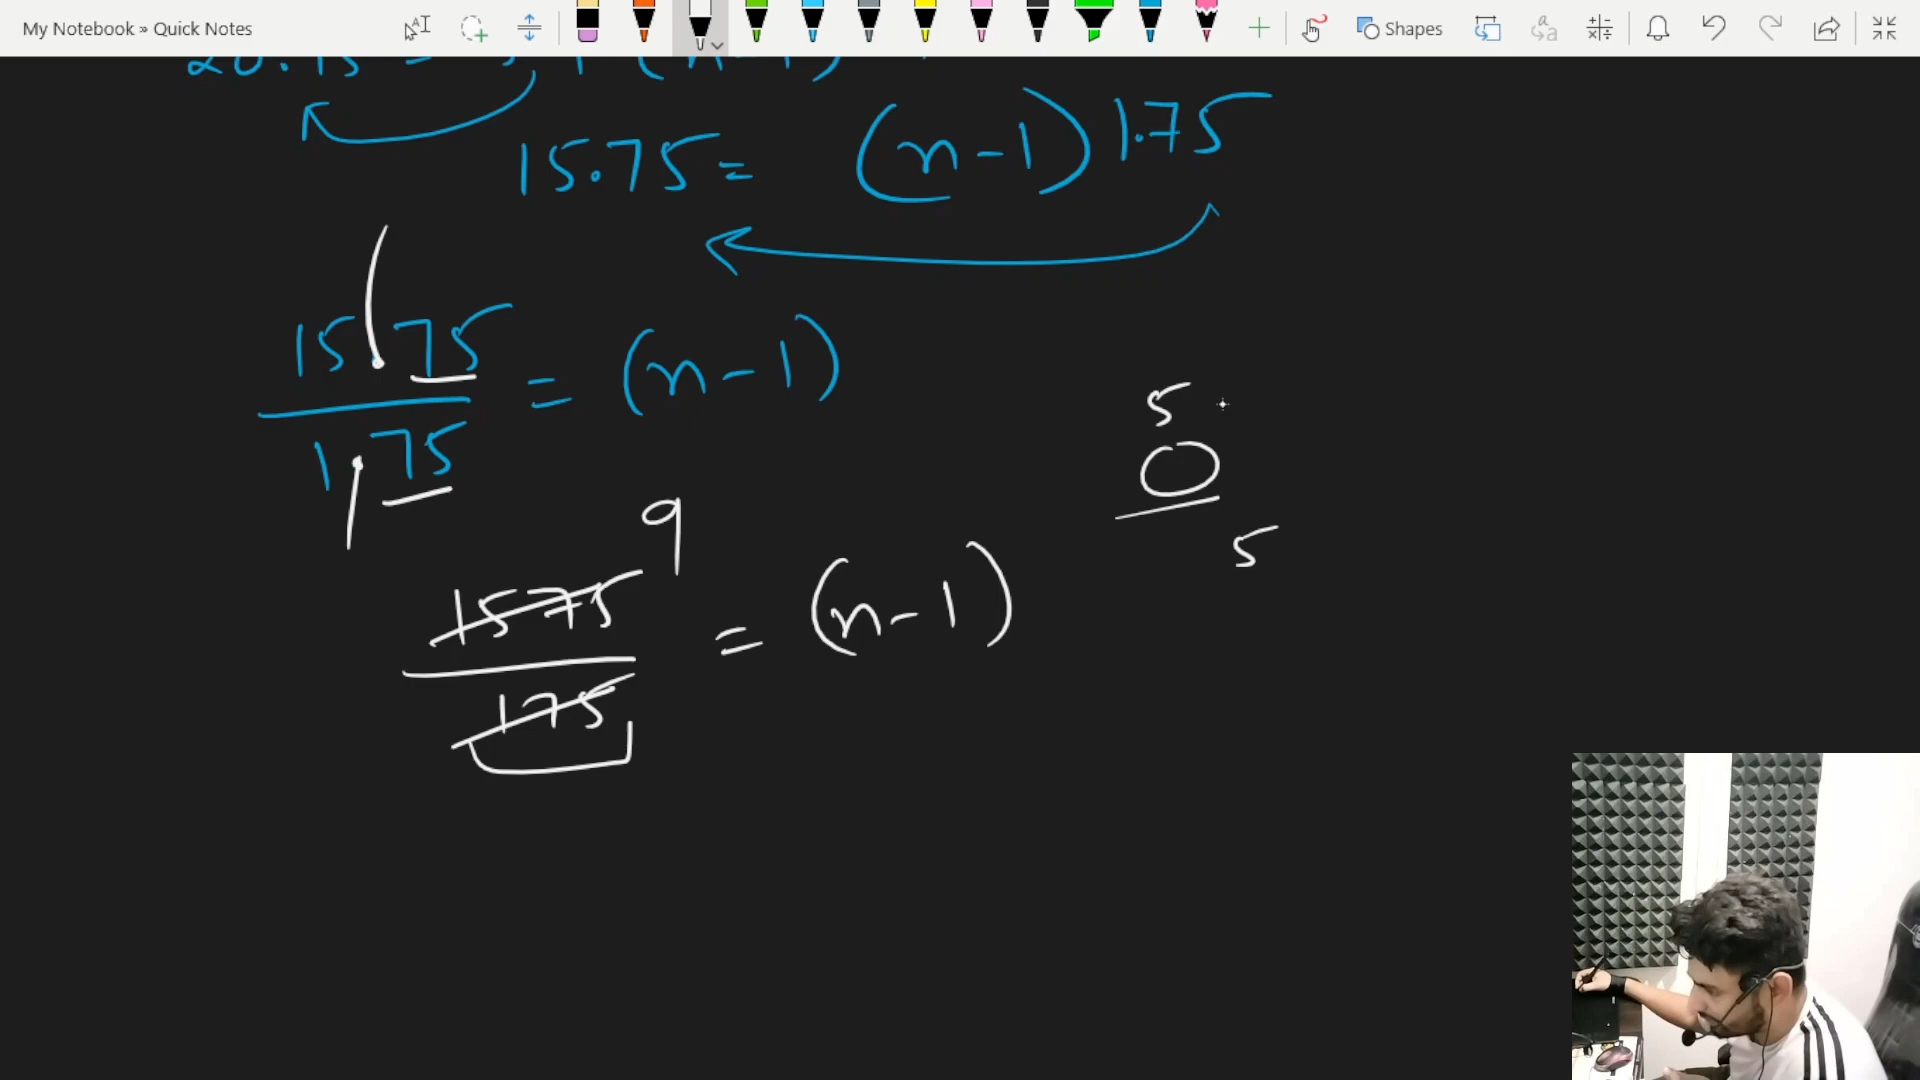 My Notebook » Quick Notes
Shapes
15.75 = (n-1) 1.75
15.75
1.75
= (n-1)
5
0
5
9
1575
175
= (n-1)